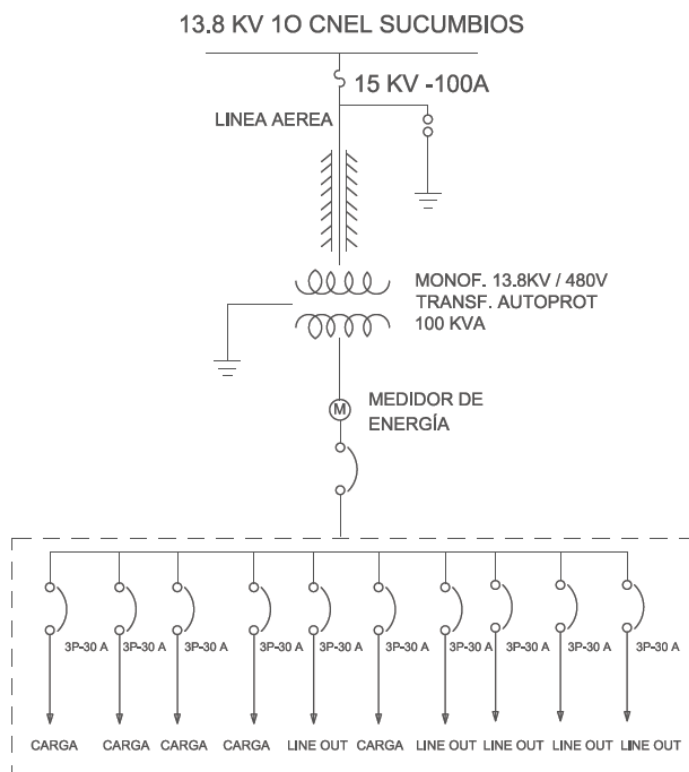 13.8 KV 1O CNEL SUCUMBIOS
15 KV -100A
LINEA AEREA
MONOF. 13.8KV / 480V
TRANSF. AUTOPROT
100 KVA
M
MEDIDOR DE
ENERGÍA
3P-30 A 3P-30 A 3P-30 A 3P-30 A 3P-30 A 3P-30 A 3P-30 A 3P-30 A 3P-30 A 3P-30 A
CARGA CARGA CARGA CARGA LINE OUT CARGA LINE OUT LINE OUT LINE OUT LINE OUT